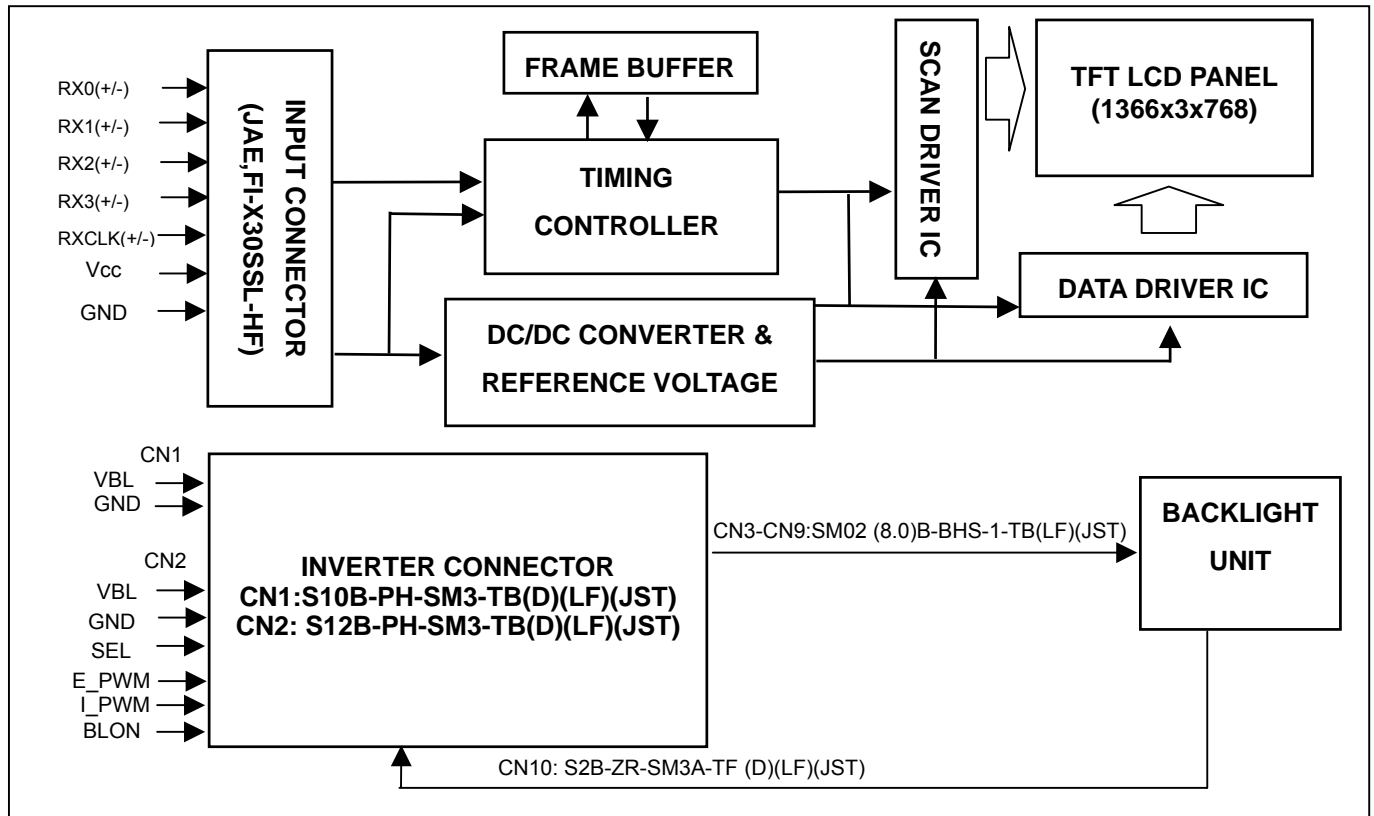 FRAME BUFFER
RX0(+/-)
RX1(+/-)
RX2(+/-)
RX3(+/-)
RXCLK(+/-)
Vcc
GND
INPUT CONNECTOR
(JAE,FI-X30SSL-HF)
TIMING
CONTROLLER
SCAN DRIVER IC
TFT LCD PANEL
(1366x3x768)
DATA DRIVER IC
DC/DC CONVERTER &
REFERENCE VOLTAGE
CN1
VBL
GND
CN2
VBL
GND
SEL
E_PWM
I_PWM
BLON
INVERTER CONNECTOR
CN1:S10B-PH-SM3-TB(D)(LF)(JST)
CN2: S12B-PH-SM3-TB(D)(LF)(JST)
CN3-CN9:SM02 (8.0)B-BHS-1-TB(LF)(JST)
BACKLIGHT
UNIT
CN10: S2B-ZR-SM3A-TF (D)(LF)(JST)